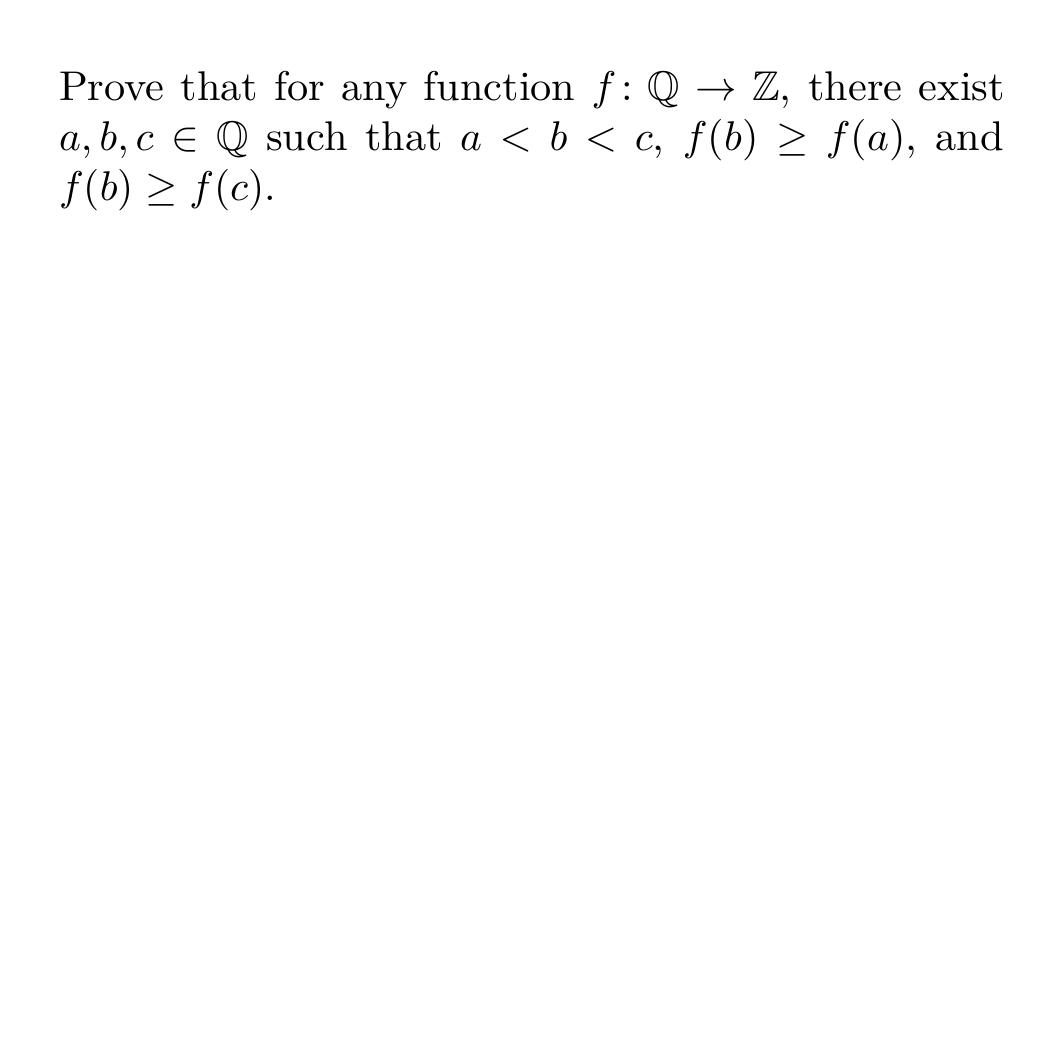 Prove that for any function $f\colon \mathbb{Q} \to \mathbb{Z}$, there exist
$a, b, c \in \mathbb{Q}$ such that $a < b < c$, $f(b) \geq f(a)$, and
$f(b) \geq f(c)$.